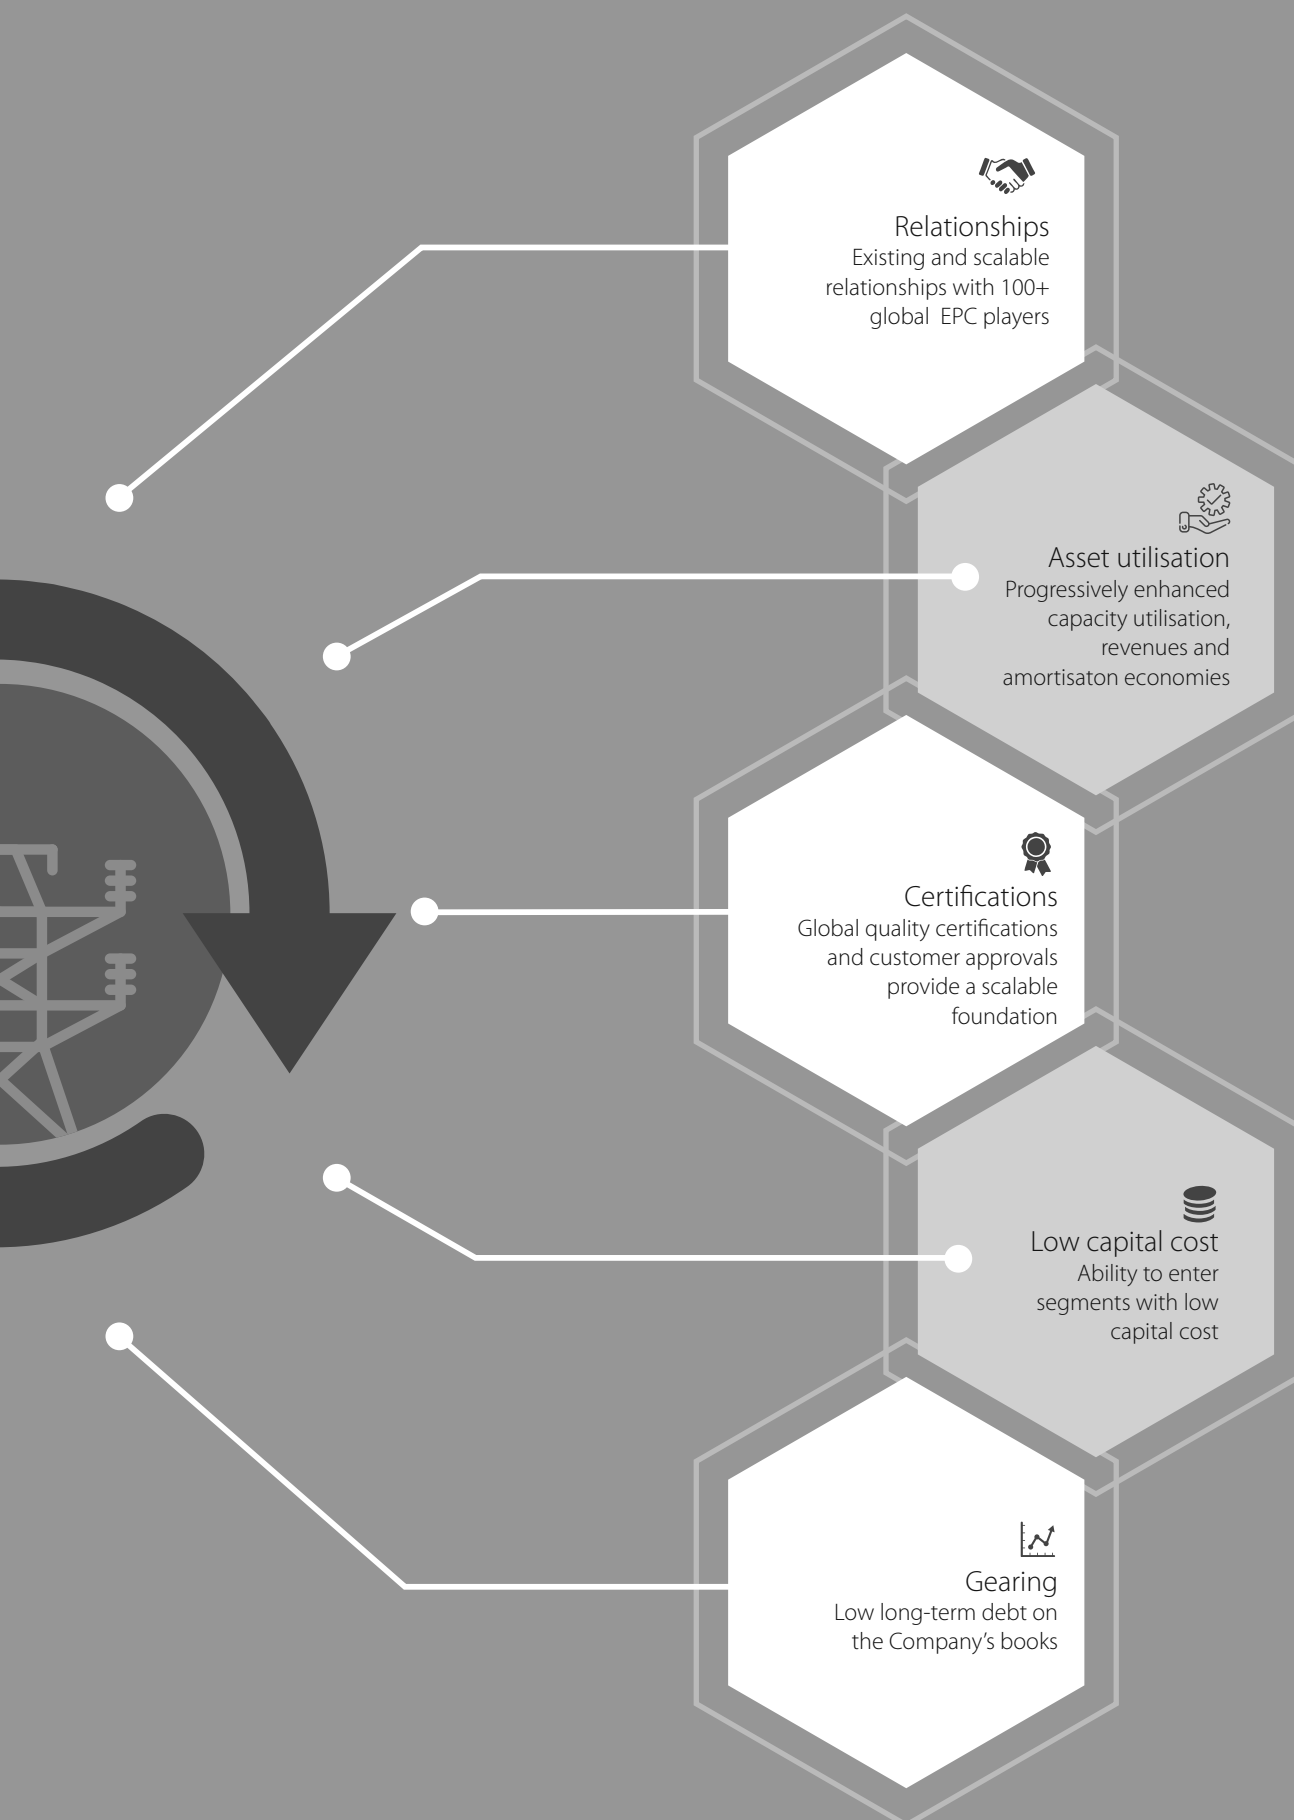 Relationships
Existing and scalable
relationships with 100+
global EPC players
Asset utilisation
Progressively enhanced
capacity utilisation,
revenues and
amortisaton economies
Certifications
Global quality certifications
and customer approvals
provide a scalable
foundation
Low capital cost
Ability to enter
segments with low
capital cost
Gearing
Low long-term debt on
the Company’s books